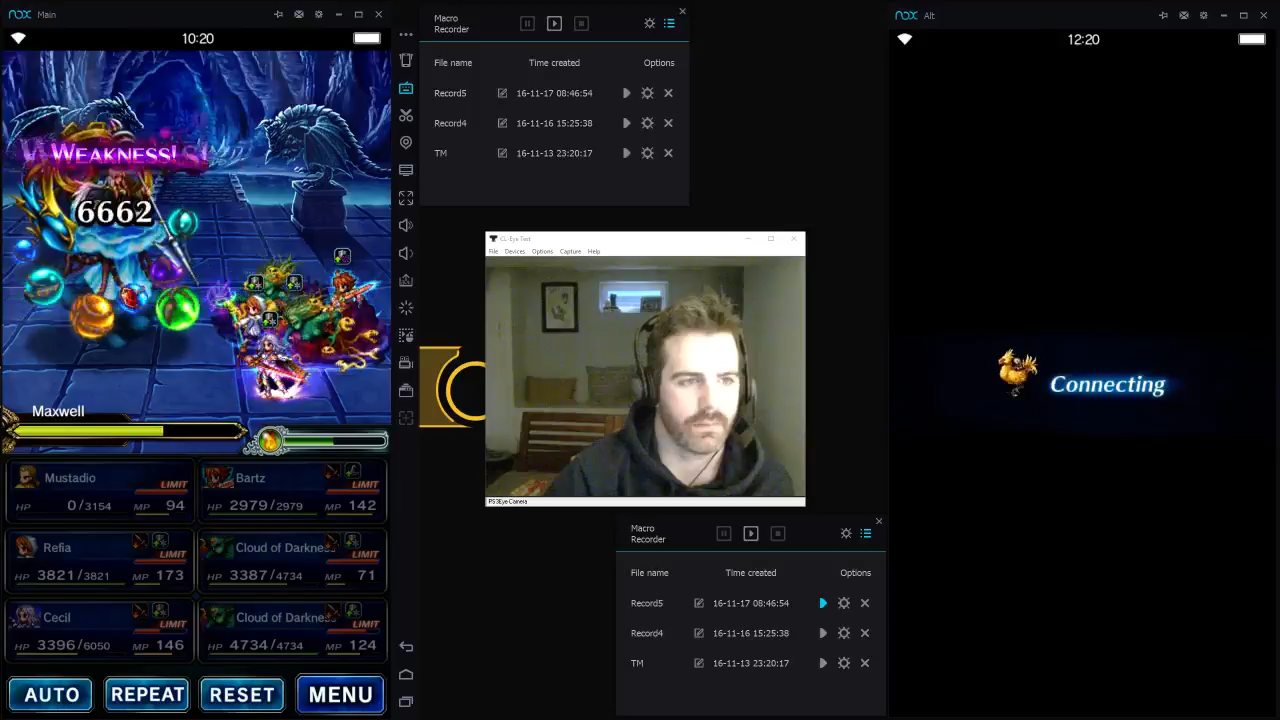 nox Main
10:20
WEAKNESS!
6662
Maxwell
Mustadio
LIMIT
HP 0/3154 MP 94
Bartz
LIMIT
HP 2979/2979 MP 142
Refia
LIMIT
HP 3821/3821 MP 173
Cloud of Darkness
LIMIT
HP 3387/4734 MP 71
Cecil
LIMIT
HP 3396/6050 MP 146
Cloud of Darkness
LIMIT
HP 4734/4734 MP 124
AUTO REPEAT RESET MENU
Macro
Recorder
File name Time created Options
Record5 16-11-17 08:46:54
Record4 16-11-16 15:25:38
TM 16-11-13 23:20:17
CL-Eye Test
File Devices Options Capture Help
PS3Eye Camera
Macro
Recorder
File name Time created Options
Record5 16-11-17 08:46:54
Record4 16-11-16 15:25:38
TM 16-11-13 23:20:17
nox Alt
12:20
Connecting